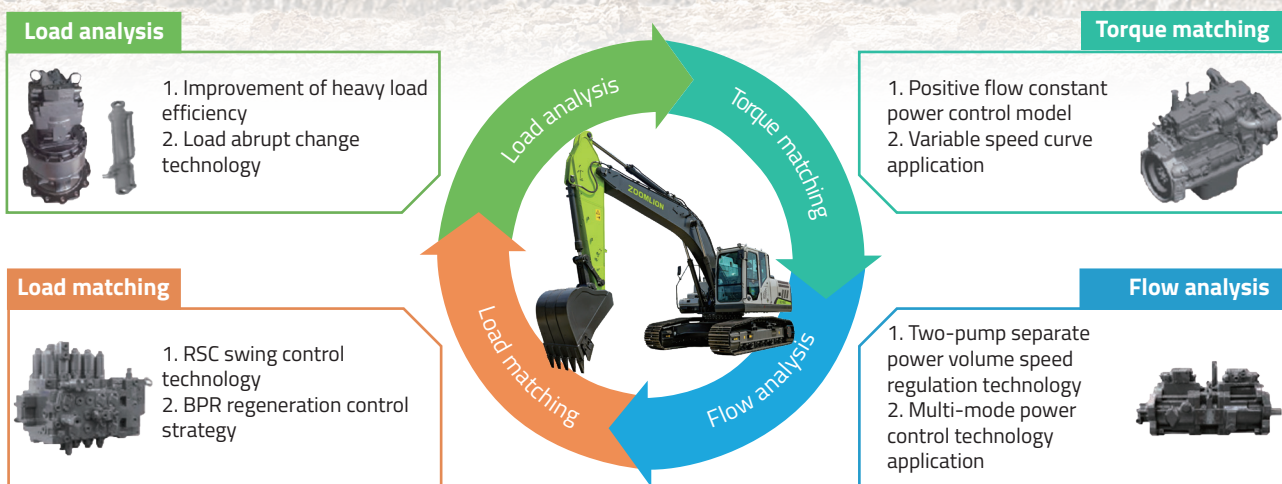 Load analysis
1. Improvement of heavy load
efficiency
2. Load abrupt change
technology
Torque matching
1. Positive flow constant
power control model
2. Variable speed curve
application
Load analysis
Torque matching
Flow analysis
Load matching
ZOOMLION
Load matching
1. RSC swing control
technology
2. BPR regeneration control
strategy
Flow analysis
1. Two-pump separate
power volume speed
regulation technology
2. Multi-mode power
control technology
application